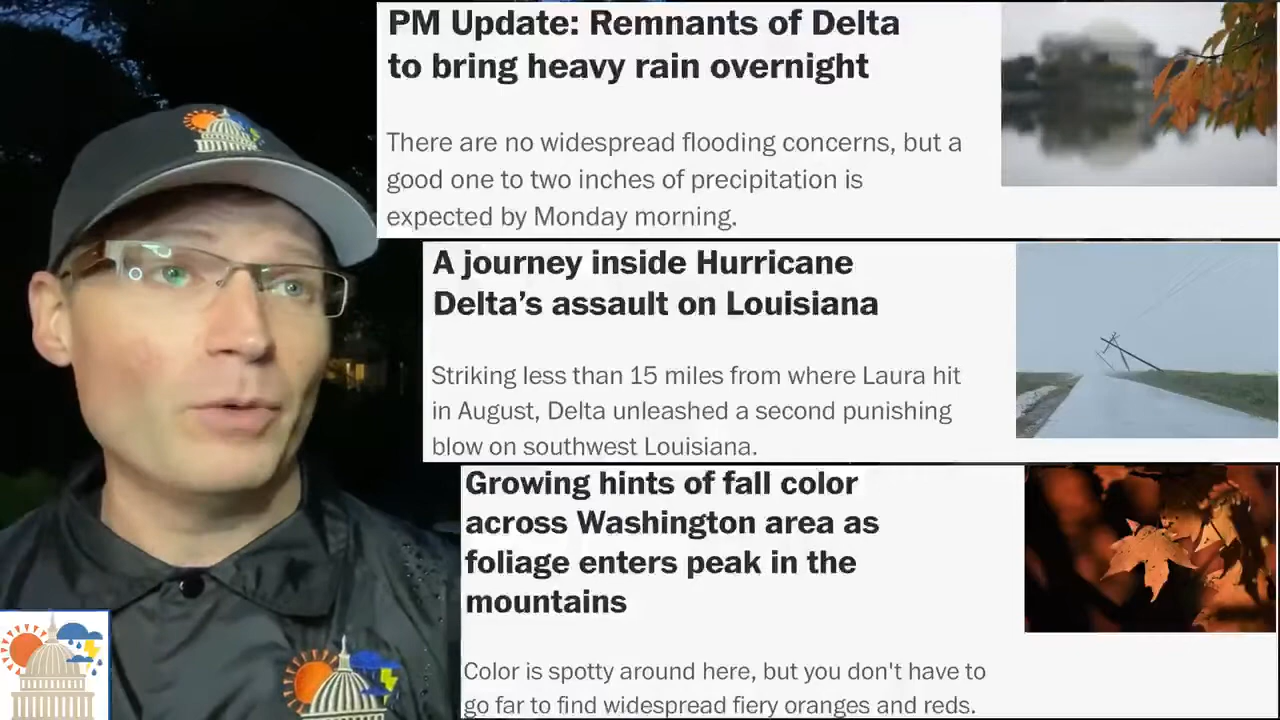 PM Update: Remnants of Delta
to bring heavy rain overnight
There are no widespread flooding concerns, but a
good one to two inches of precipitation is
expected by Monday morning.
A journey inside Hurricane
Delta’s assault on Louisiana
Striking less than 15 miles from where Laura hit
in August, Delta unleashed a second punishing
blow on southwest Louisiana.
Growing hints of fall color
across Washington area as
foliage enters peak in the
mountains
Color is spotty around here, but you don't have to
go far to find widespread fiery oranges and reds.